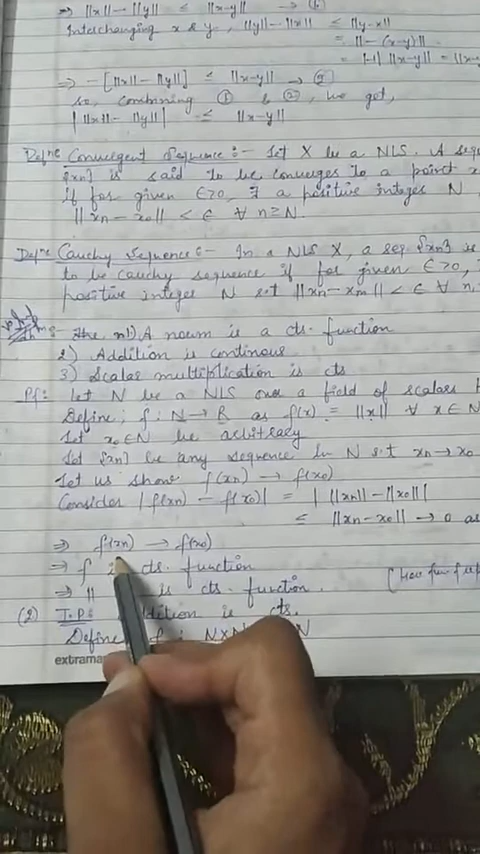 ⇒ ||x|| - ||y|| ≤ ||x-y|| →
Interchanging x & y, ||y|| - ||x|| ≤ ||y-x||
= ||-(x-y)||
= |-1| ||x-y|| = ||x-
⇒ -[||x|| - ||y||] ≤ ||x-y|| → ②
So, combining ① & ②, we get,
| ||x|| - ||y|| | ≤ ||x-y||
Defn: Convergent Sequence :- Let X be a NLS. A seq
{xn} is said to be converges to a point x
if for given ε>0, ∃ a positive integer N
||xn - x0|| < ε ∀ n≥N.
Defn: Cauchy Sequence :- In a NLS X, a seq {xn} is
to be cauchy sequence if for given ε>0,
positive integer N s.t ||xn - xm|| < ε ∀ n,
1) A norm is a cts. function
2) Addition is continous
3) Scalar multiplication is cts
Pf: Let N be a NLS over a field of scalars
Define; f: N → R as f(x) = ||x|| ∀ x ∈ N
Let x0 ∈ N be arbitrary
Let {xn} be any sequence in N s.t xn → x0
Let us show f(xn) → f(x0)
Consider |f(xn) - f(x0)| = | ||xn|| - ||x0|| |
≤ ||xn - x0|| → 0 as
⇒ f(xn) → f(x0)
⇒ f is cts. function
⇒ || is cts. function.
(2) T.P: Addition is cts.
Define f: N×N N
extrama